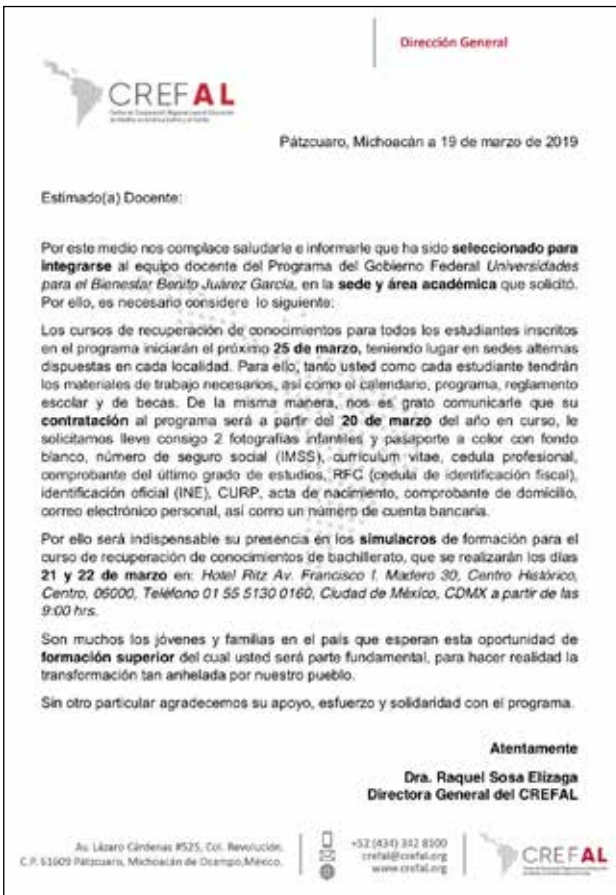 Dirección General
CREFAL
Centro de Cooperación Regional para la Educación
de Adultos en América Latina y el Caribe
Pátzcuaro, Michoacán a 19 de marzo de 2019
Estimado(a) Docente:
Por este medio nos complace saludarle e informarle que ha sido seleccionado para
integrarse al equipo docente del Programa del Gobierno Federal Universidades
para el Bienestar Benito Juárez García, en la sede y área académica que solicitó.
Por ello, es necesario considere lo siguiente:
Los cursos de recuperación de conocimientos para todos los estudiantes inscritos
en el programa iniciarán el próximo 25 de marzo, teniendo lugar en sedes alternas
dispuestas en cada localidad. Para ello, tanto usted como cada estudiante tendrán
los materiales de trabajo necesarios, así como el calendario, programa, reglamento
escolar y de becas. De la misma manera, nos es grato comunicarle que su
contratación al programa será a partir del 20 de marzo del año en curso, le
solicitamos lleve consigo 2 fotografías infantiles y pasaporte a color con fondo
blanco, número de seguro social (IMSS), curriculum vitae, cedula profesional,
comprobante del último grado de estudios, RFC (cedula de identificación fiscal),
identificación oficial (INE), CURP, acta de nacimiento, comprobante de domicilio,
correo electrónico personal, así como un número de cuenta bancaria.
Por ello será indispensable su presencia en los simulacros de formación para el
curso de recuperación de conocimientos de bachillerato, que se realizarán los días
21 y 22 de marzo en: Hotel Ritz Av. Francisco I. Madero 30, Centro Histórico,
Centro, 06000, Teléfono 01 55 5130 0160, Ciudad de México, CDMX a partir de las
9:00 hrs.
Son muchos los jóvenes y familias en el país que esperan esta oportunidad de
formación superior del cual usted será parte fundamental, para hacer realidad la
transformación tan anhelada por nuestro pueblo.
Sin otro particular agradecemos su apoyo, esfuerzo y solidaridad con el programa.
Atentamente
Dra. Raquel Sosa Elízaga
Directora General del CREFAL
Av. Lázaro Cárdenas #525, Col. Revolución,
C.P. 61609 Pátzcuaro, Michoacán de Ocampo,México.
+52 (434) 342 8100
crefal@crefal.org
www.crefal.org
CREFAL